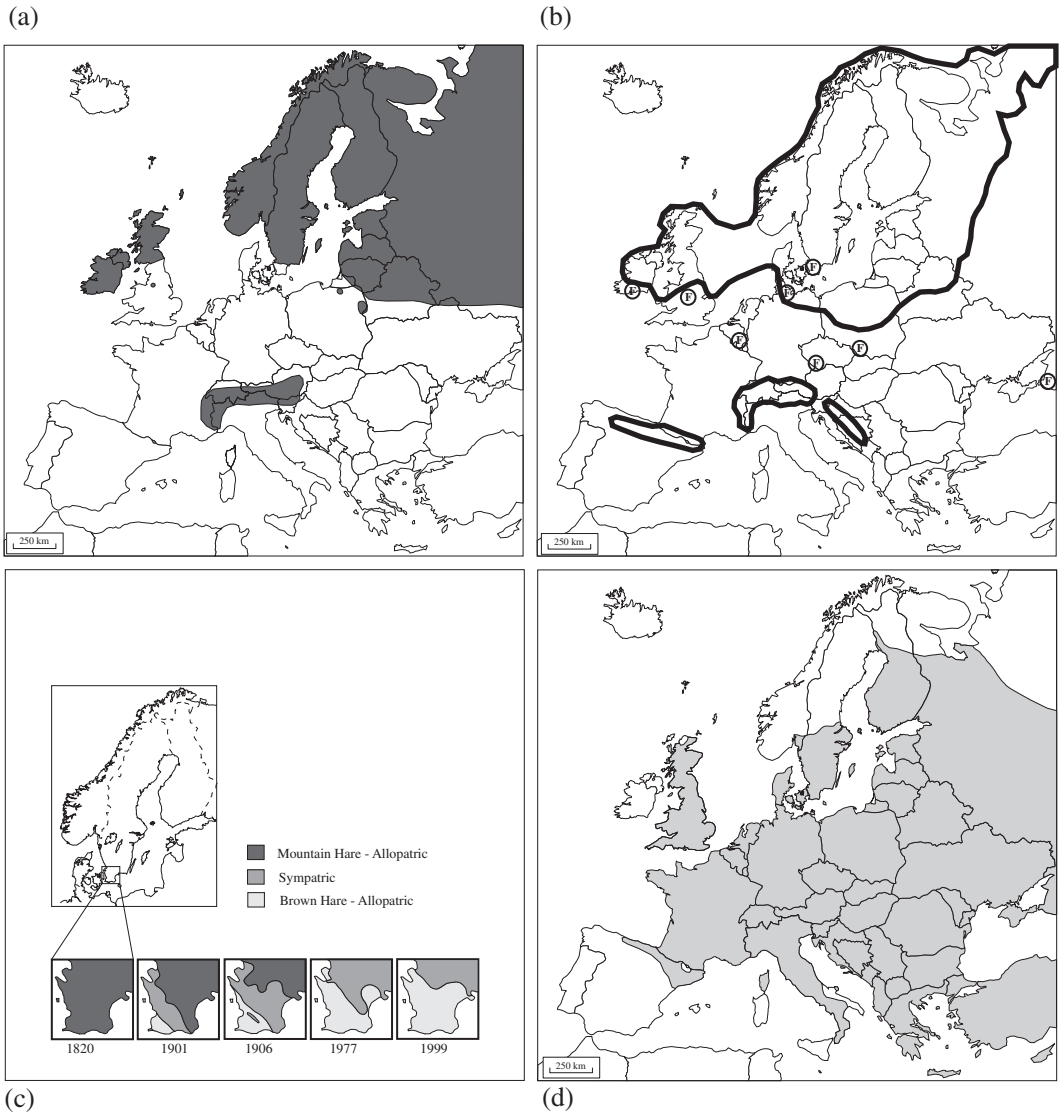 (a)
(b)
F
F
F
F
F
F
F
F
250 km
250 km
Mountain Hare - Allopatric
Sympatric
Brown Hare - Allopatric
1820
1901
1906
1977
1999
250 km
(c)
(d)